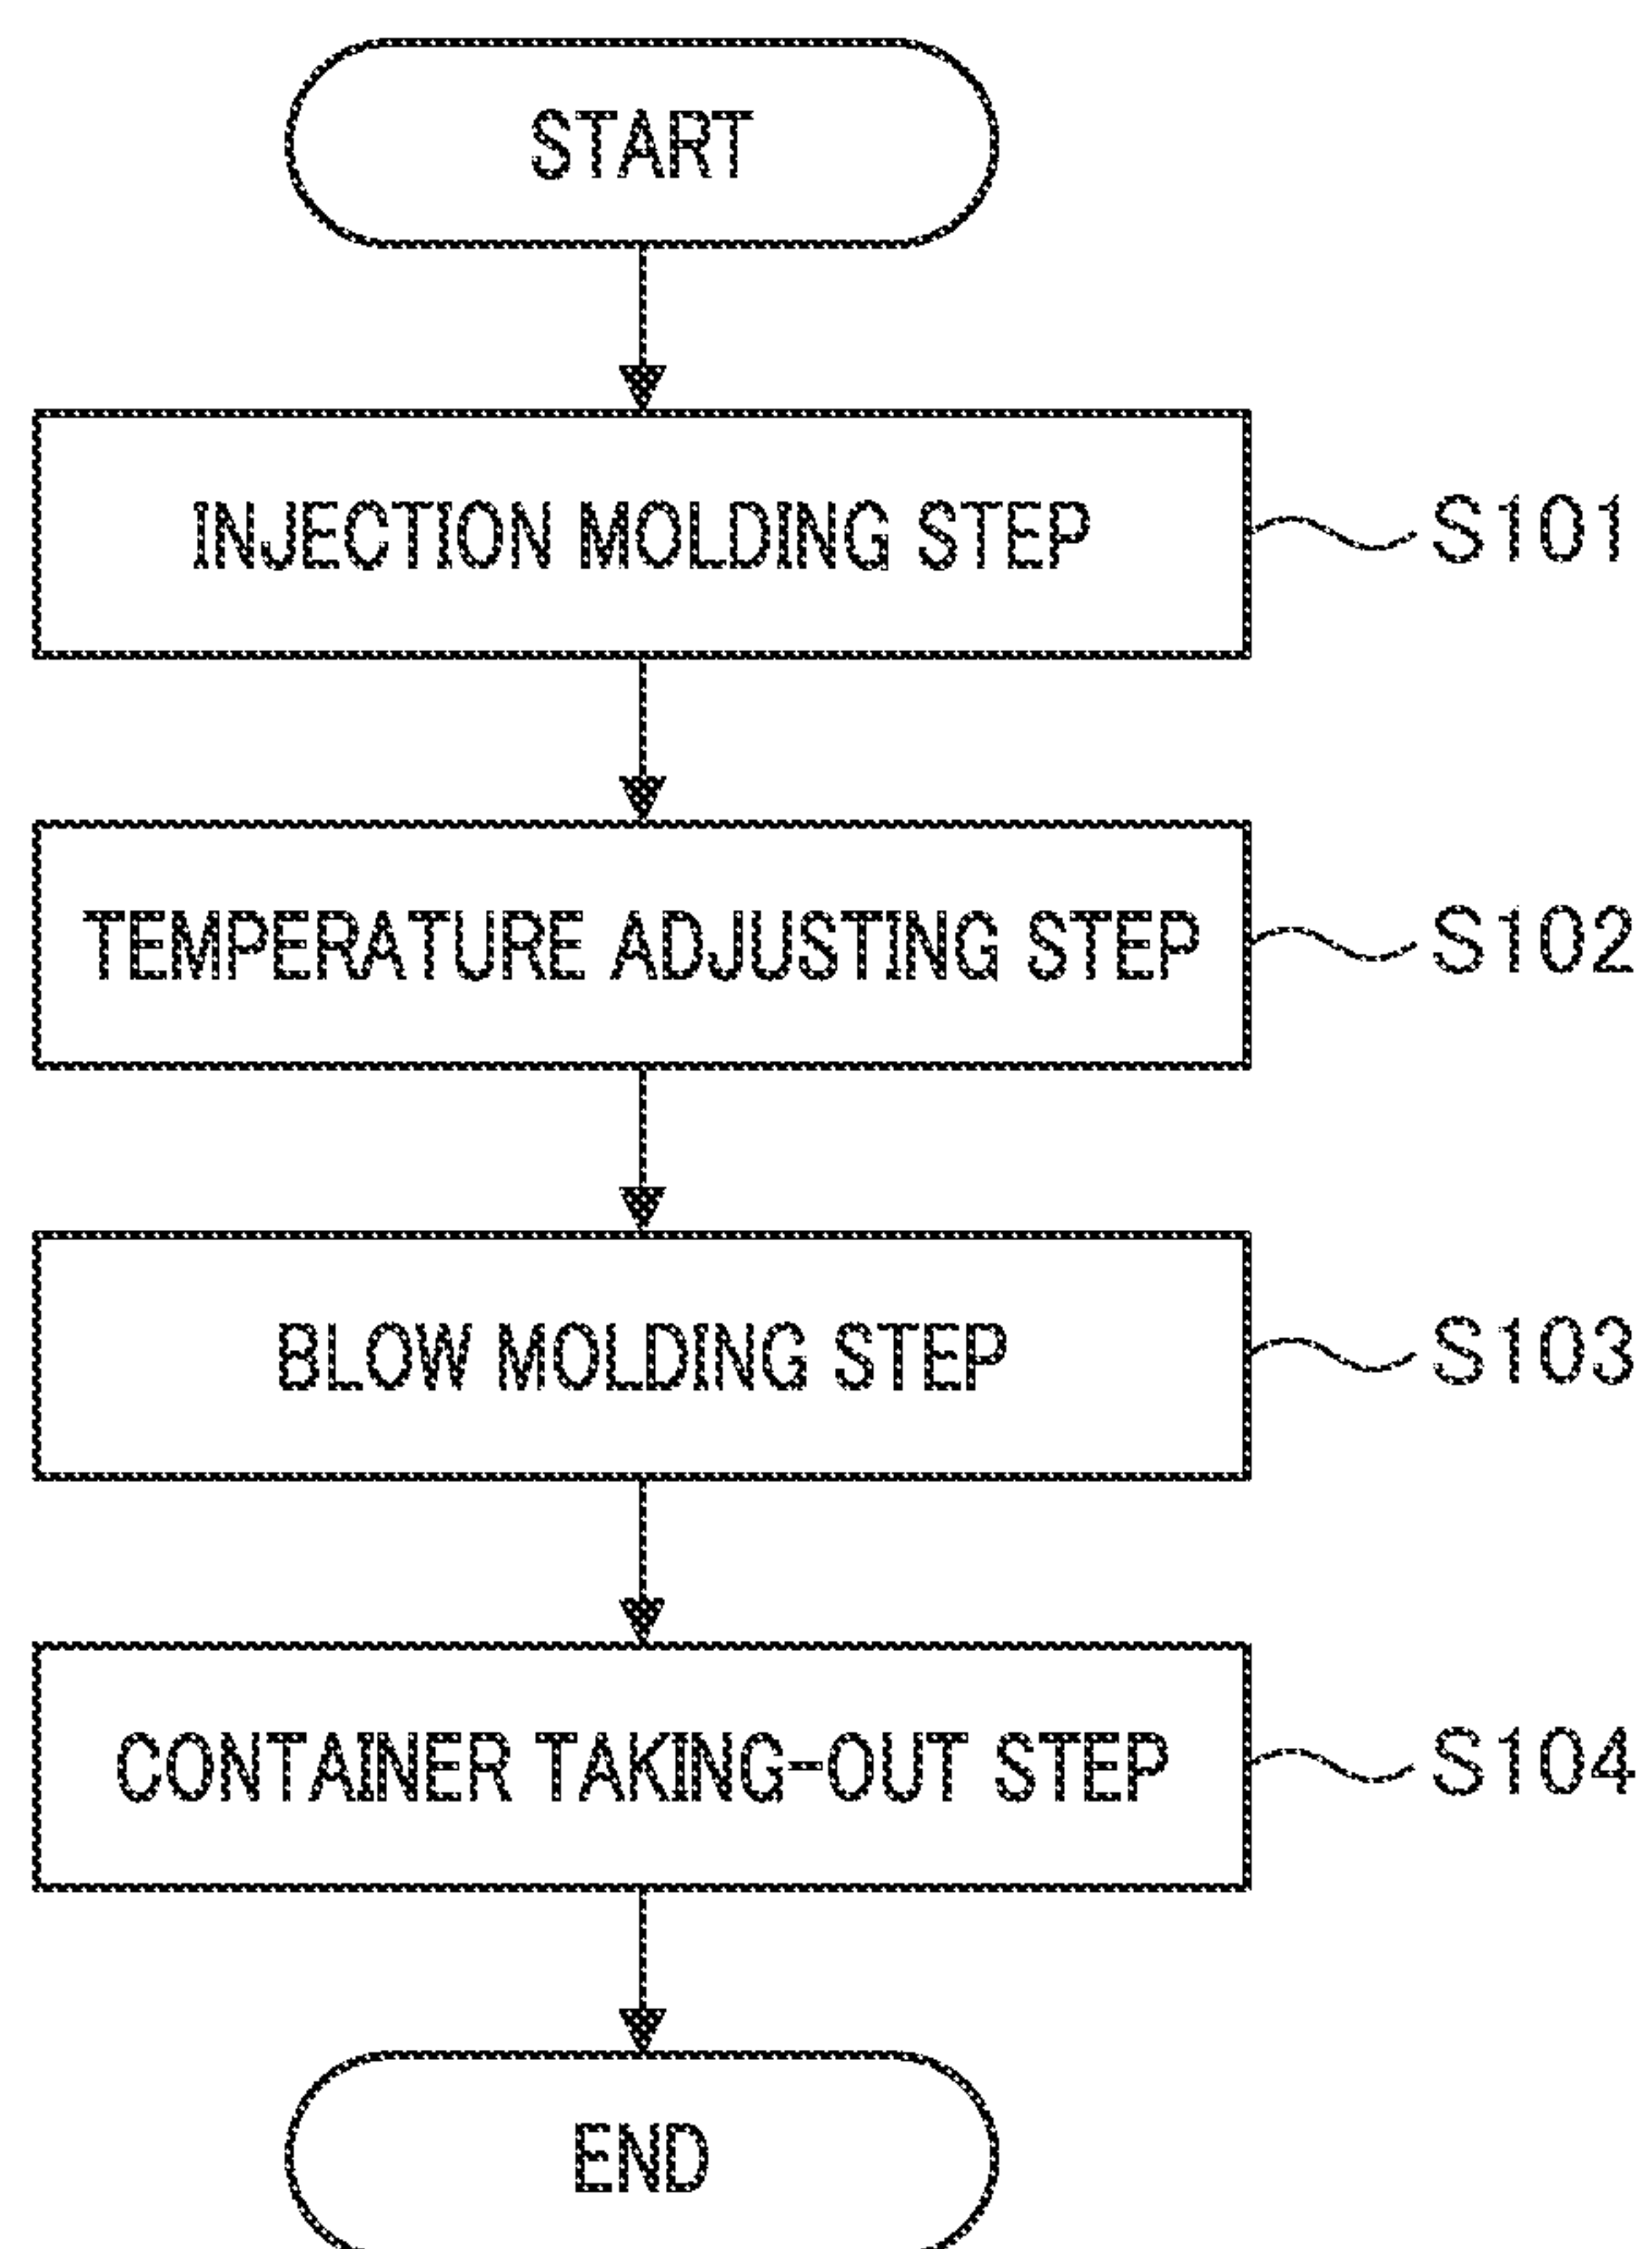 START
INJECTION MOLDING STEP
S101
TEMPERATURE ADJUSTING STEP
S102
BLOW MOLDING STEP
S103
CONTAINER TAKING-OUT STEP
S104
END